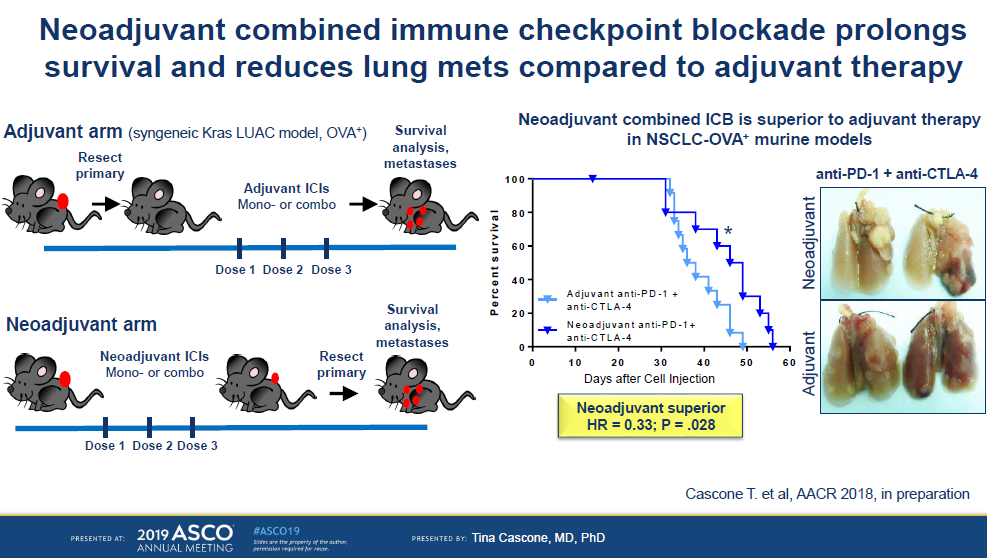 Neoadjuvant combined immune checkpoint blockade prolongs
survival and reduces lung mets compared to adjuvant therapy
Adjuvant arm (syngeneic Kras LUAC model, OVA⁺)
Resect
primary
Adjuvant ICIs
Mono- or combo
Survival
analysis,
metastases
Dose 1 Dose 2 Dose 3
Neoadjuvant arm
Neoadjuvant ICIs
Mono- or combo
Resect
primary
Survival
analysis,
metastases
Dose 1 Dose 2 Dose 3
Neoadjuvant combined ICB is superior to adjuvant therapy
in NSCLC-OVA⁺ murine models
Percent survival
100
80
60
40
20
0
*
Adjuvant anti-PD-1 +
anti-CTLA-4
Neoadjuvant anti-PD-1+
anti-CTLA-4
0 10 20 30 40 50 60
Days after Cell Injection
Neoadjuvant superior
HR = 0.33; P = .028
anti-PD-1 + anti-CTLA-4
Neoadjuvant
Adjuvant
Cascone T. et al, AACR 2018, in preparation
PRESENTED AT: 2019 ASCO®
ANNUAL MEETING
#ASCO19
Slides are the property of the author,
permission required for reuse.
PRESENTED BY: Tina Cascone, MD, PhD